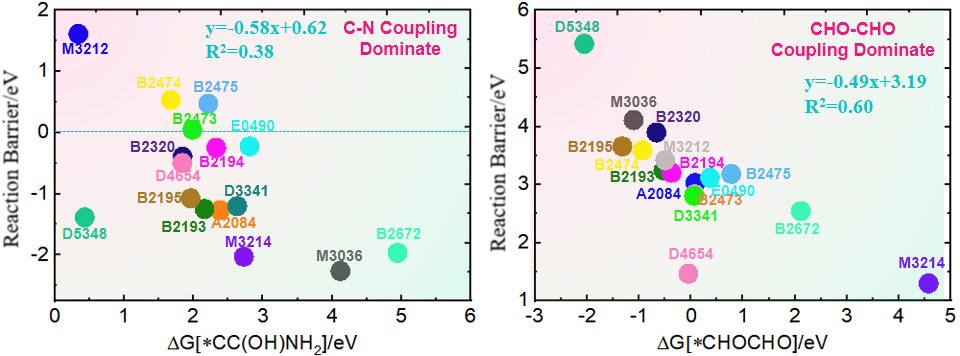 C-N Coupling
Dominate
y=-0.58x+0.62
R²=0.38
M3212
B2474
B2475
B2473
E0490
B2320
B2194
D4654
B2195
D3341
B2193
A2084
D5348
M3214
M3036
B2672
Reaction Barrier/eV
2
1
0
-1
-2
0 1 2 3 4 5 6
ΔG[*CC(OH)NH₂]/eV
CHO-CHO
Coupling Dominate
y=-0.49x+3.19
R²=0.60
D5348
M3036
B2320
B2195
M3212
B2474
B2194
B2193
B2475
A2084
E0490
B2473
D3341
B2672
D4654
M3214
Reaction Barrier/eV
6
5
4
3
2
1
-3 -2 -1 0 1 2 3 4 5
ΔG[*CHOCHO]/eV